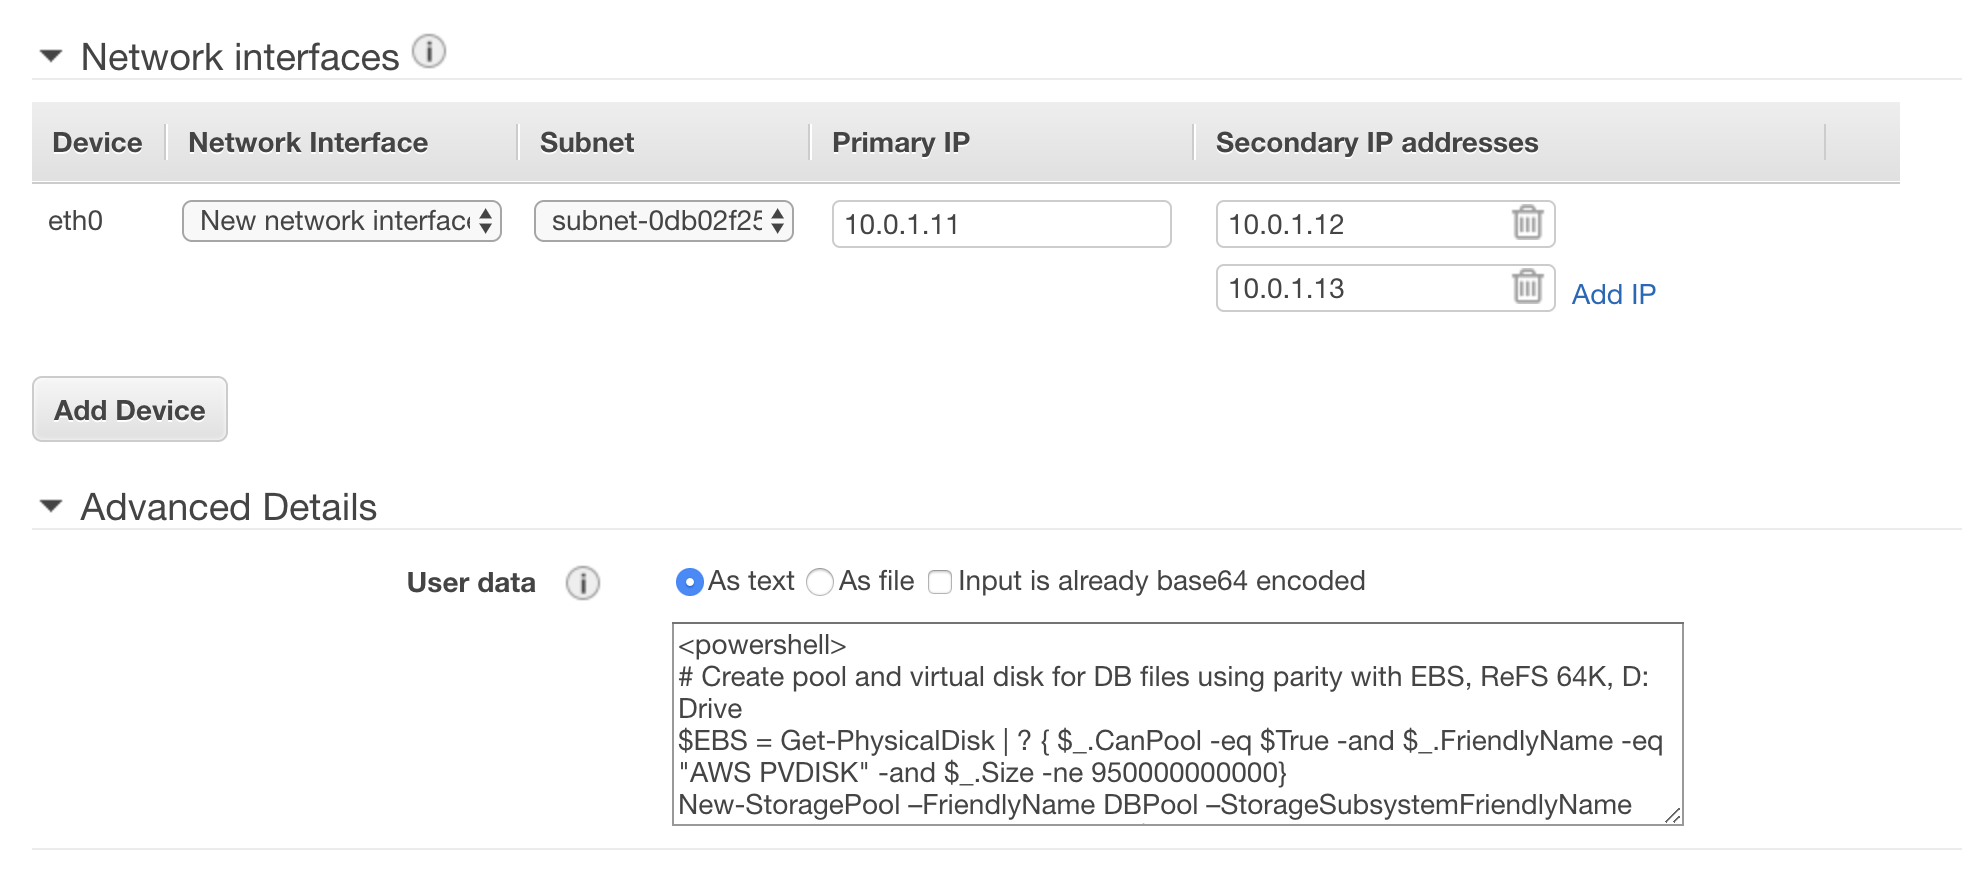 Network interfaces
Device Network Interface Subnet Primary IP Secondary IP addresses
eth0 New network interfac subnet-0db02f25 10.0.1.11 10.0.1.12
10.0.1.13 Add IP
Add Device
Advanced Details
User data As text As file Input is already base64 encoded
<powershell>
# Create pool and virtual disk for DB files using parity with EBS, ReFS 64K, D:
Drive
$EBS = Get-PhysicalDisk | ? { $_.CanPool -eq $True -and $_.FriendlyName -eq
"AWS PVDISK" -and $_.Size -ne 950000000000}
New-StoragePool –FriendlyName DBPool –StorageSubsystemFriendlyName